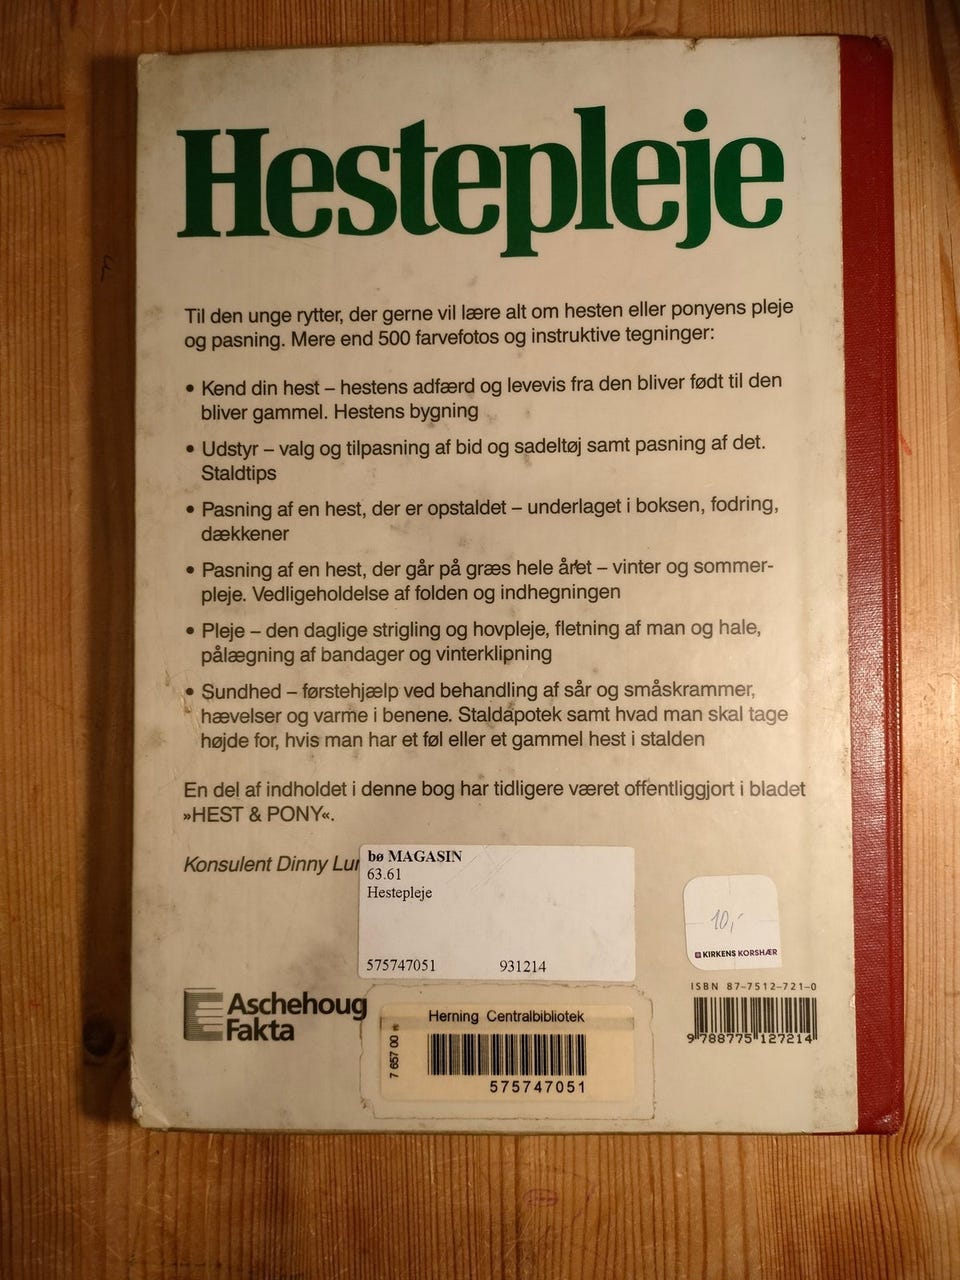 Hestepleje
Til den unge rytter, der gerne vil lære alt om hesten eller ponyens pleje
og pasning. Mere end 500 farvefotos og instruktive tegninger:
• Kend din hest – hestens adfærd og levevis fra den bliver født til den
bliver gammel. Hestens bygning
• Udstyr – valg og tilpasning af bid og sadeltøj samt pasning af det.
Staldtips
• Pasning af en hest, der er opstaldet – underlaget i boksen, fodring,
dækkener
• Pasning af en hest, der går på græs hele året – vinter og sommer-
pleje. Vedligeholdelse af folden og indhegningen
• Pleje – den daglige strigling og hovpleje, fletning af man og hale,
pålægning af bandager og vinterklipning
• Sundhed – førstehjælp ved behandling af sår og småskrammer,
hævelser og varme i benene. Staldapotek samt hvad man skal tage
højde for, hvis man har et føl eller et gammel hest i stalden
En del af indholdet i denne bog har tidligere været offentliggjort i bladet
»HEST & PONY«.
Konsulent Dinny
bø MAGASIN
63.61
Hestepleje
575747051 931214
10,-
KIRKENS KORSHÆR
ISBN 87-7512-721-0
9 788775 127214
Aschehoug
Fakta
Herning Centralbibliotek
7 657 00
575747051